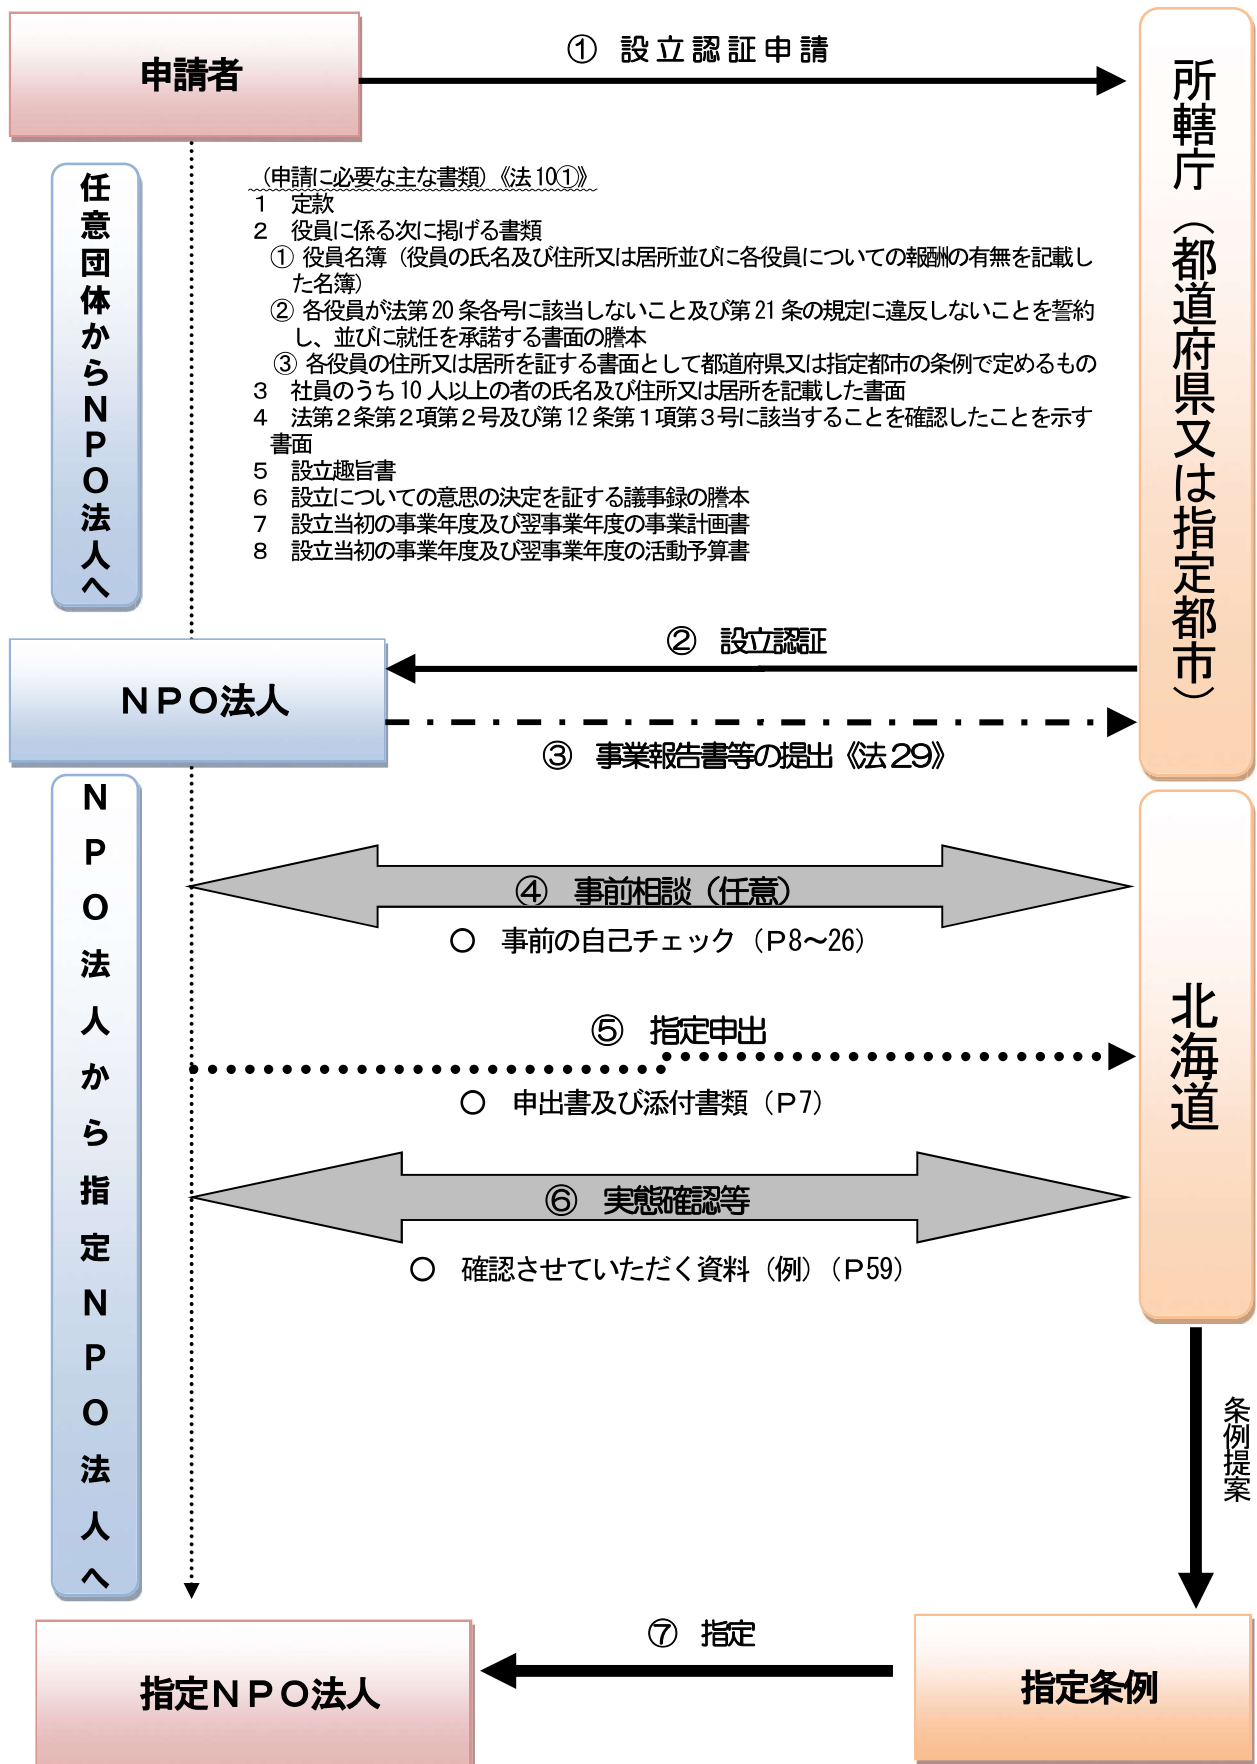 申請者
① 設立認証申請
所轄庁（都道府県又は指定都市）
任意団体からＮＰＯ法人へ
（申請に必要な主な書類）《法10①》
１　定款
２　役員に係る次に掲げる書類
① 役員名簿（役員の氏名及び住所又は居所並びに各役員についての報酬の有無を記載し
た名簿）
② 各役員が法第20条各号に該当しないこと及び第21条の規定に違反しないことを誓約
し、並びに就任を承諾する書面の謄本
③ 各役員の住所又は居所を証する書面として都道府県又は指定都市の条例で定めるもの
３　社員のうち10人以上の者の氏名及び住所又は居所を記載した書面
４　法第２条第２項第２号及び第12条第１項第３号に該当することを確認したことを示す
書面
５　設立趣旨書
６　設立についての意思の決定を証する議事録の謄本
７　設立当初の事業年度及び翌事業年度の事業計画書
８　設立当初の事業年度及び翌事業年度の活動予算書
② 設立認証
ＮＰＯ法人
③ 事業報告書等の提出《法29》
ＮＰＯ法人から指定ＮＰＯ法人へ
北海道
④ 事前相談（任意）
○ 事前の自己チェック（Ｐ8～26）
⑤ 指定申出
○ 申出書及び添付書類（Ｐ7）
⑥ 実態確認等
○ 確認させていただく資料（例）（Ｐ59）
条例提案
⑦ 指定
指定ＮＰＯ法人
指定条例